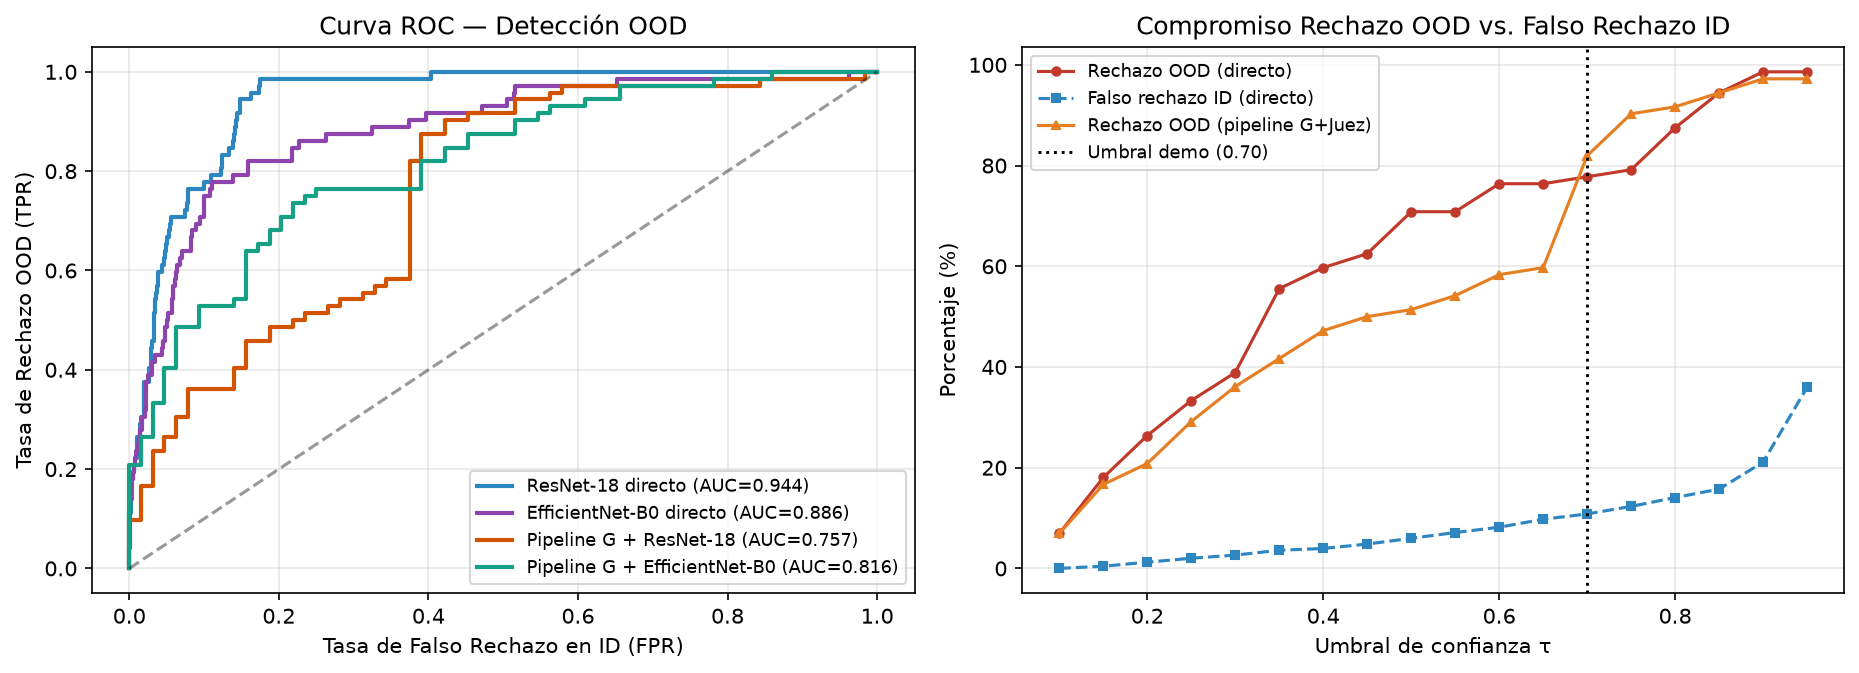 Curva ROC — Detección OOD
Tasa de Rechazo OOD (TPR)
1.0
0.8
0.6
0.4
0.2
0.0
0.0 0.2 0.4 0.6 0.8 1.0
Tasa de Falso Rechazo en ID (FPR)
ResNet-18 directo (AUC=0.944)
EfficientNet-B0 directo (AUC=0.886)
Pipeline G + ResNet-18 (AUC=0.757)
Pipeline G + EfficientNet-B0 (AUC=0.816)
Compromiso Rechazo OOD vs. Falso Rechazo ID
Rechazo OOD (directo)
Falso rechazo ID (directo)
Rechazo OOD (pipeline G+Juez)
Umbral demo (0.70)
Porcentaje (%)
100
80
60
40
20
0
0.2 0.4 0.6 0.8
Umbral de confianza τ